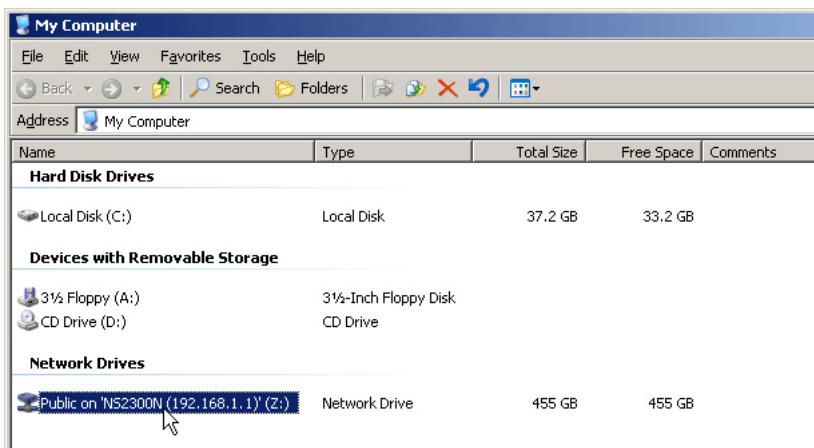 My Computer
File Edit View Favorites Tools Help
Back Search Folders
Address My Computer
Name Type Total Size Free Space Comments
Hard Disk Drives
Local Disk (C:) Local Disk 37.2 GB 33.2 GB
Devices with Removable Storage
3½ Floppy (A:) 3½-Inch Floppy Disk
CD Drive (D:) CD Drive
Network Drives
Public on 'NS2300N (192.168.1.1)' (Z:) Network Drive 455 GB 455 GB